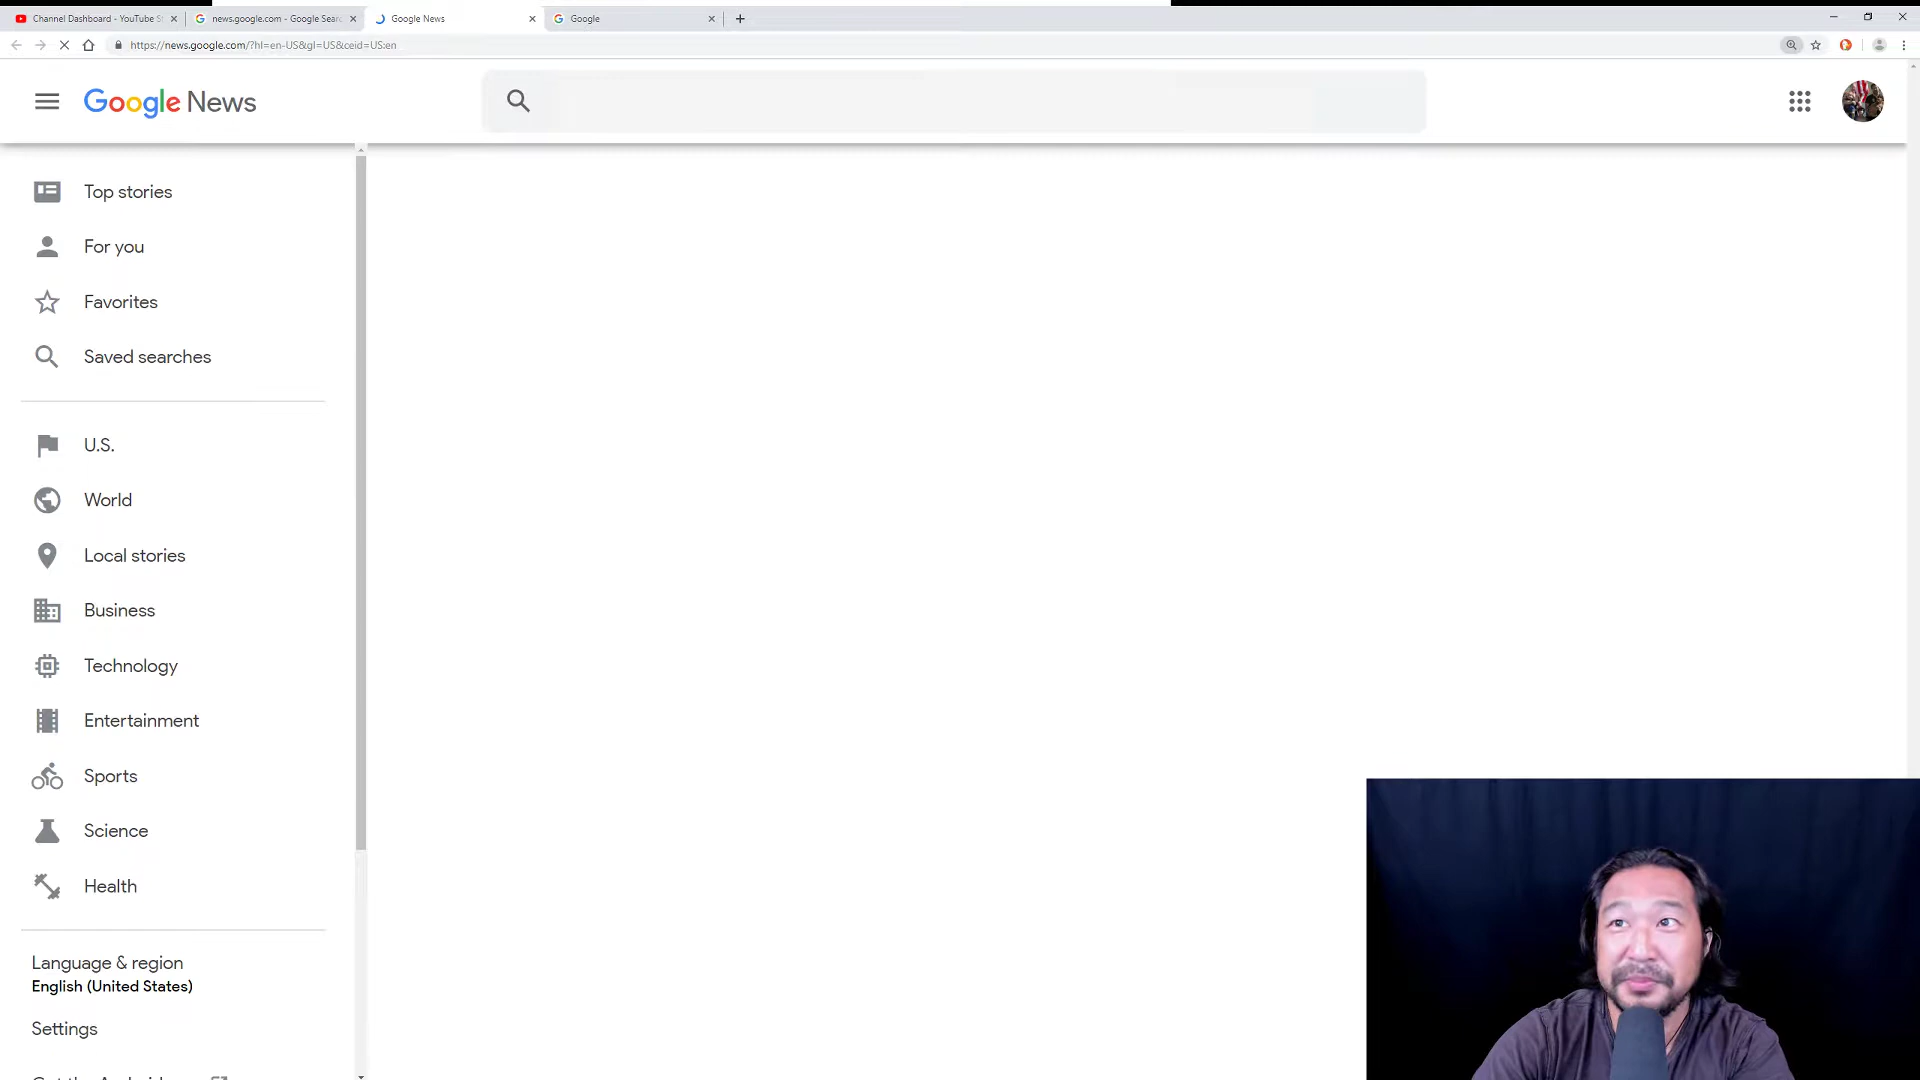 Channel Dashboard - YouTube S
news.google.com - Google Sear
Google News
Google
https://news.google.com/?hl=en-US&gl=US&ceid=US:en
Google News
Top stories
For you
Favorites
Saved searches
U.S.
World
Local stories
Business
Technology
Entertainment
Sports
Science
Health
Language & region
English (United States)
Settings